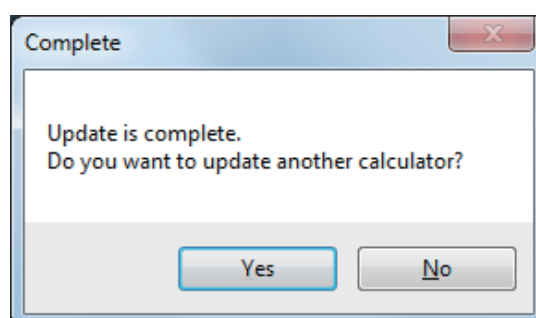 Complete
Update is complete.
Do you want to update another calculator?
Yes No